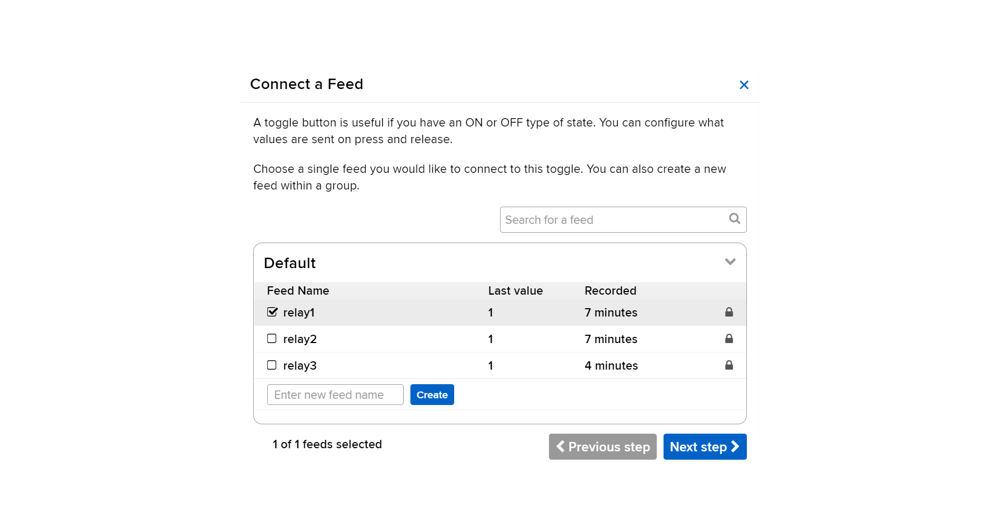 Connect a Feed
A toggle button is useful if you have an ON or OFF type of state. You can configure what
values are sent on press and release.
Choose a single feed you would like to connect to this toggle. You can also create a new
feed within a group.
Search for a feed
Default
Feed Name Last value Recorded
relay1 1 7 minutes
relay2 1 7 minutes
relay3 1 4 minutes
Enter new feed name Create
1 of 1 feeds selected Previous step Next step